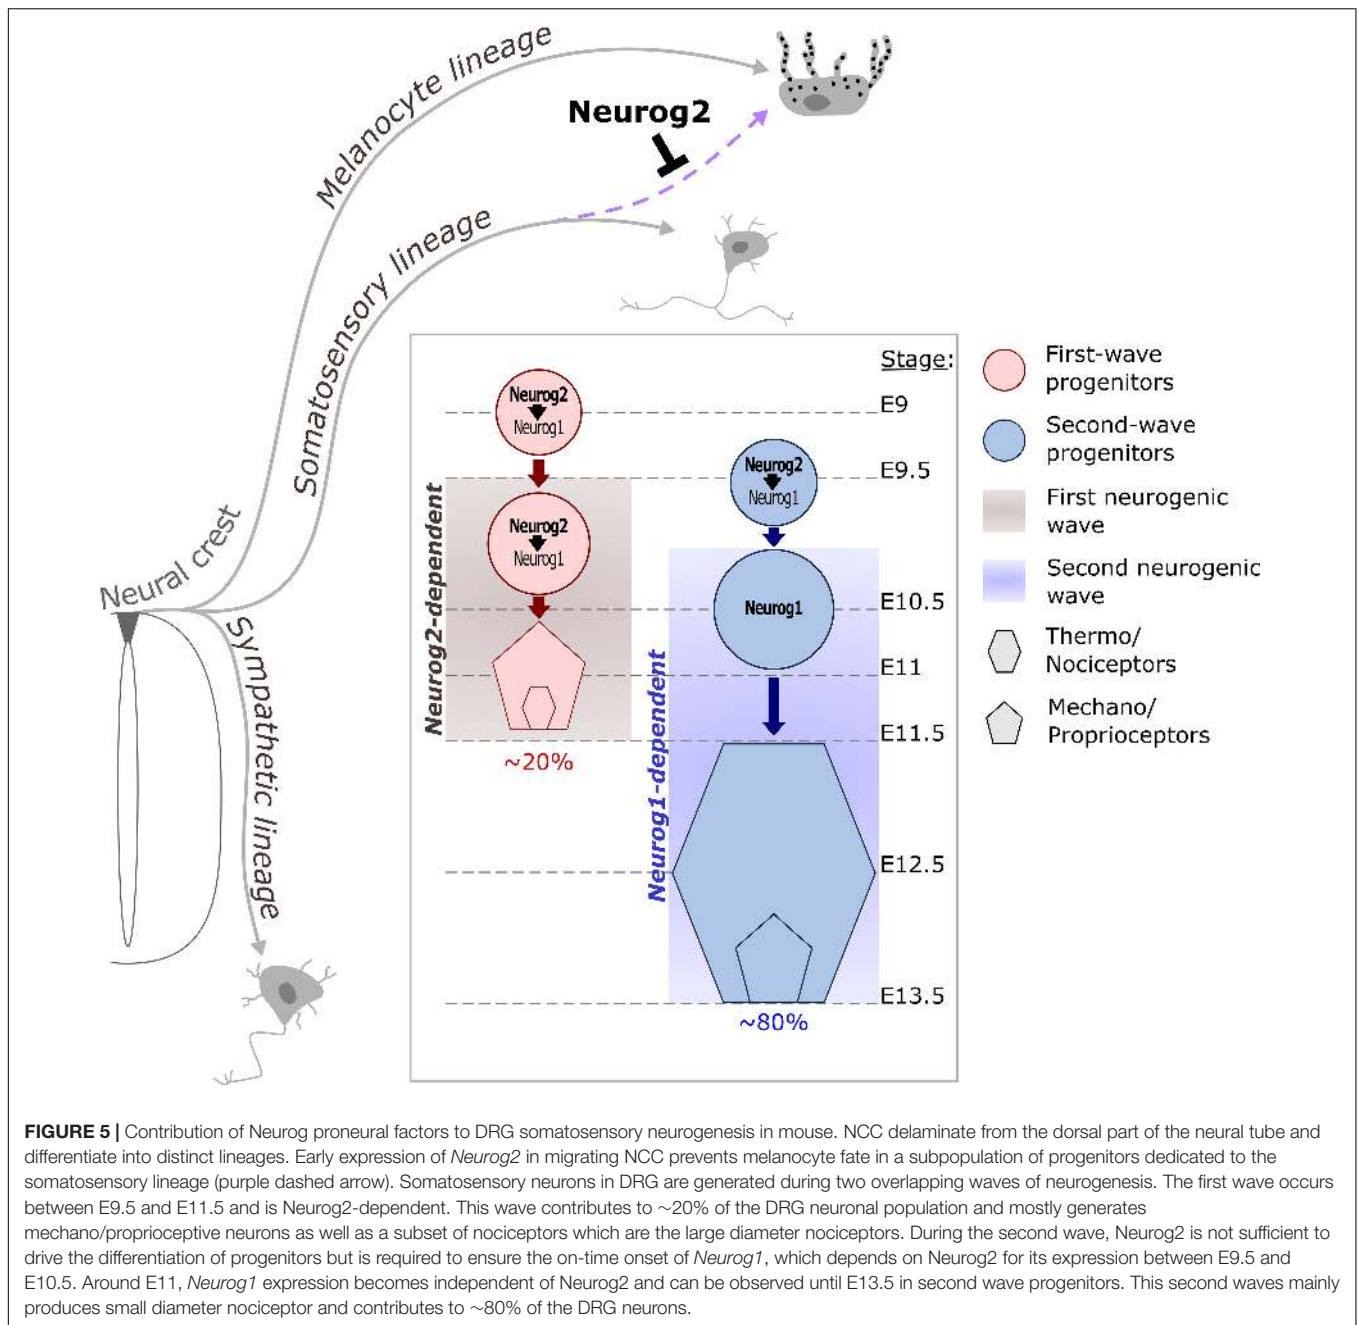 Melanocyte lineage
Neurog2
Somatosensory lineage
Neural crest
Sympathetic lineage
Stage:
E9
E9.5
E10.5
E11
E11.5
E12.5
E13.5
Neurog2
Neurog1
Neurog2
Neurog1
Neurog2-dependent
~20%
Neurog2
Neurog1
Neurog1
Neurog1-dependent
~80%
First-wave
progenitors
Second-wave
progenitors
First neurogenic
wave
Second neurogenic
wave
Thermo/
Nociceptors
Mechano/
Proprioceptors
FIGURE 5 | Contribution of Neurog proneural factors to DRG somatosensory neurogenesis in mouse. NCC delaminate from the dorsal part of the neural tube and
differentiate into distinct lineages. Early expression of Neurog2 in migrating NCC prevents melanocyte fate in a subpopulation of progenitors dedicated to the
somatosensory lineage (purple dashed arrow). Somatosensory neurons in DRG are generated during two overlapping waves of neurogenesis. The first wave occurs
between E9.5 and E11.5 and is Neurog2-dependent. This wave contributes to ~20% of the DRG neuronal population and mostly generates
mechano/proprioceptive neurons as well as a subset of nociceptors which are the large diameter nociceptors. During the second wave, Neurog2 is not sufficient to
drive the differentiation of progenitors but is required to ensure the on-time onset of Neurog1, which depends on Neurog2 for its expression between E9.5 and
E10.5. Around E11, Neurog1 expression becomes independent of Neurog2 and can be observed until E13.5 in second wave progenitors. This second waves mainly
produces small diameter nociceptor and contributes to ~80% of the DRG neurons.